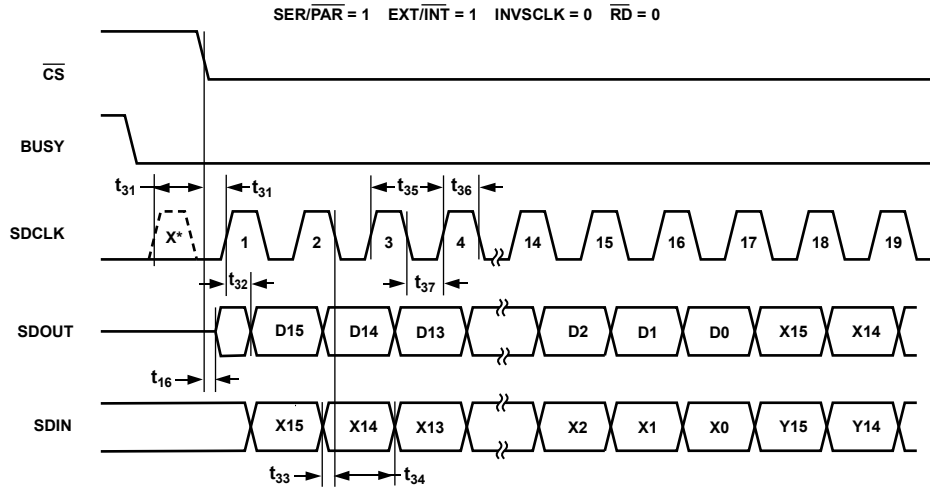 SER/PAR = 1 EXT/INT = 1 INVSCLK = 0 RD = 0
CS
BUSY
t31 t31 t35 t36
SDCLK X* 1 2 3 4 14 15 16 17 18 19
t32 t37
SDOUT D15 D14 D13 D2 D1 D0 X15 X14
t16
SDIN X15 X14 X13 X2 X1 X0 Y15 Y14
t33 t34